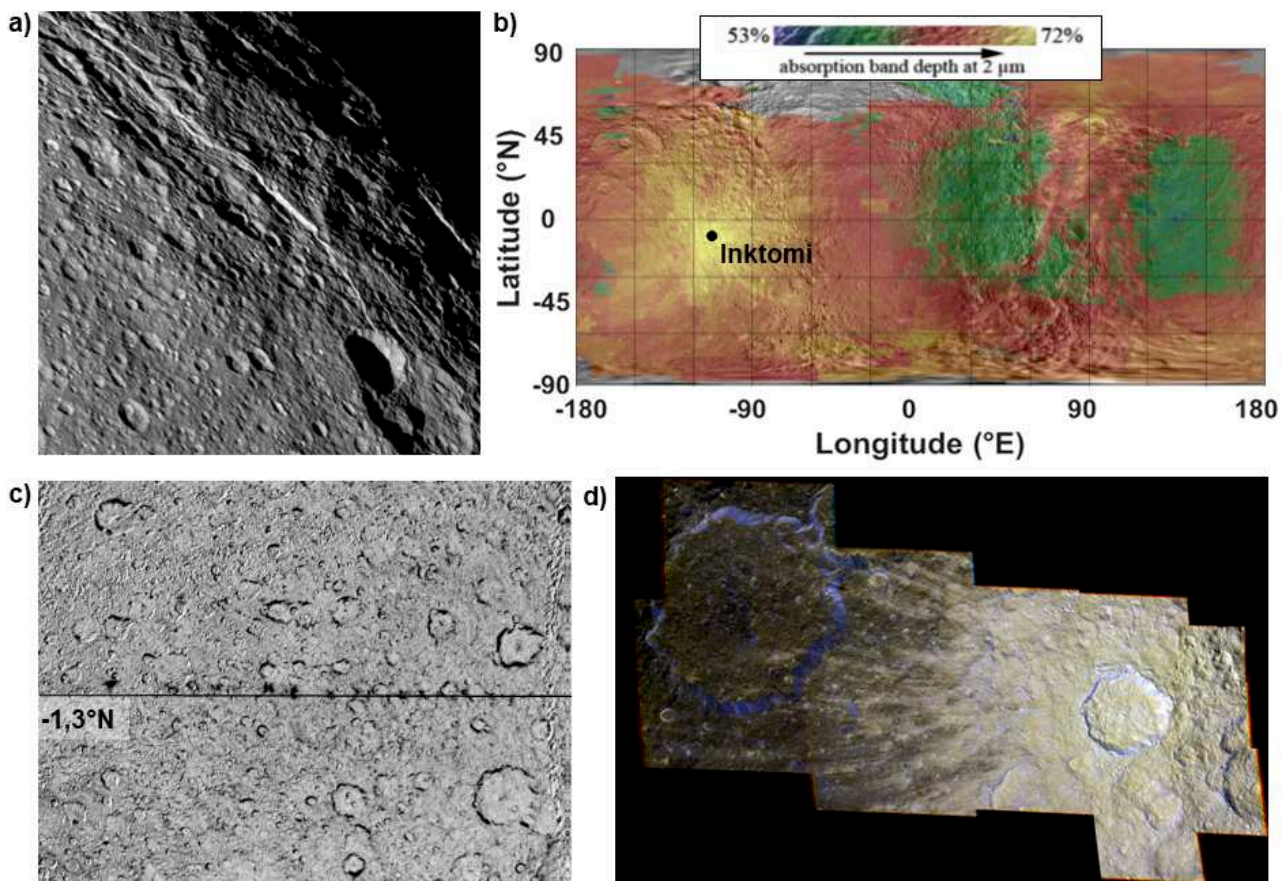 a)
b)
53%
72%
absorption band depth at 2 μm
90
45
0
-45
-90
Latitude (°N)
Inktomi
-180
-90
0
90
180
Longitude (°E)
c)
-1,3°N
d)